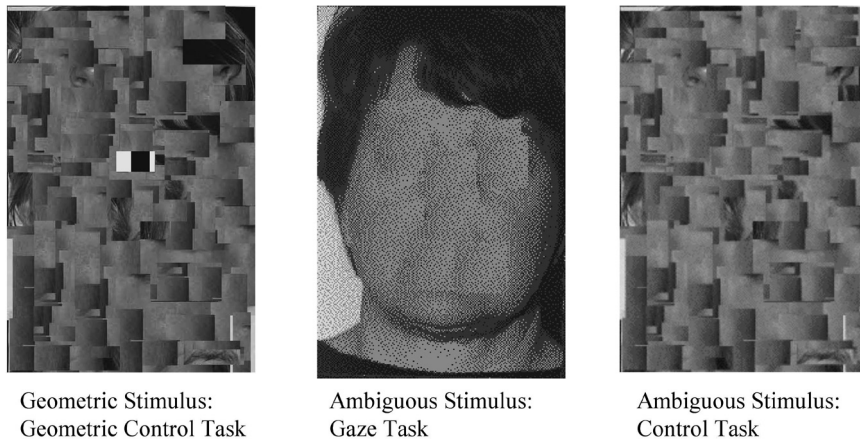 Geometric Stimulus:
Geometric Control Task
Ambiguous Stimulus:
Gaze Task
Ambiguous Stimulus:
Control Task